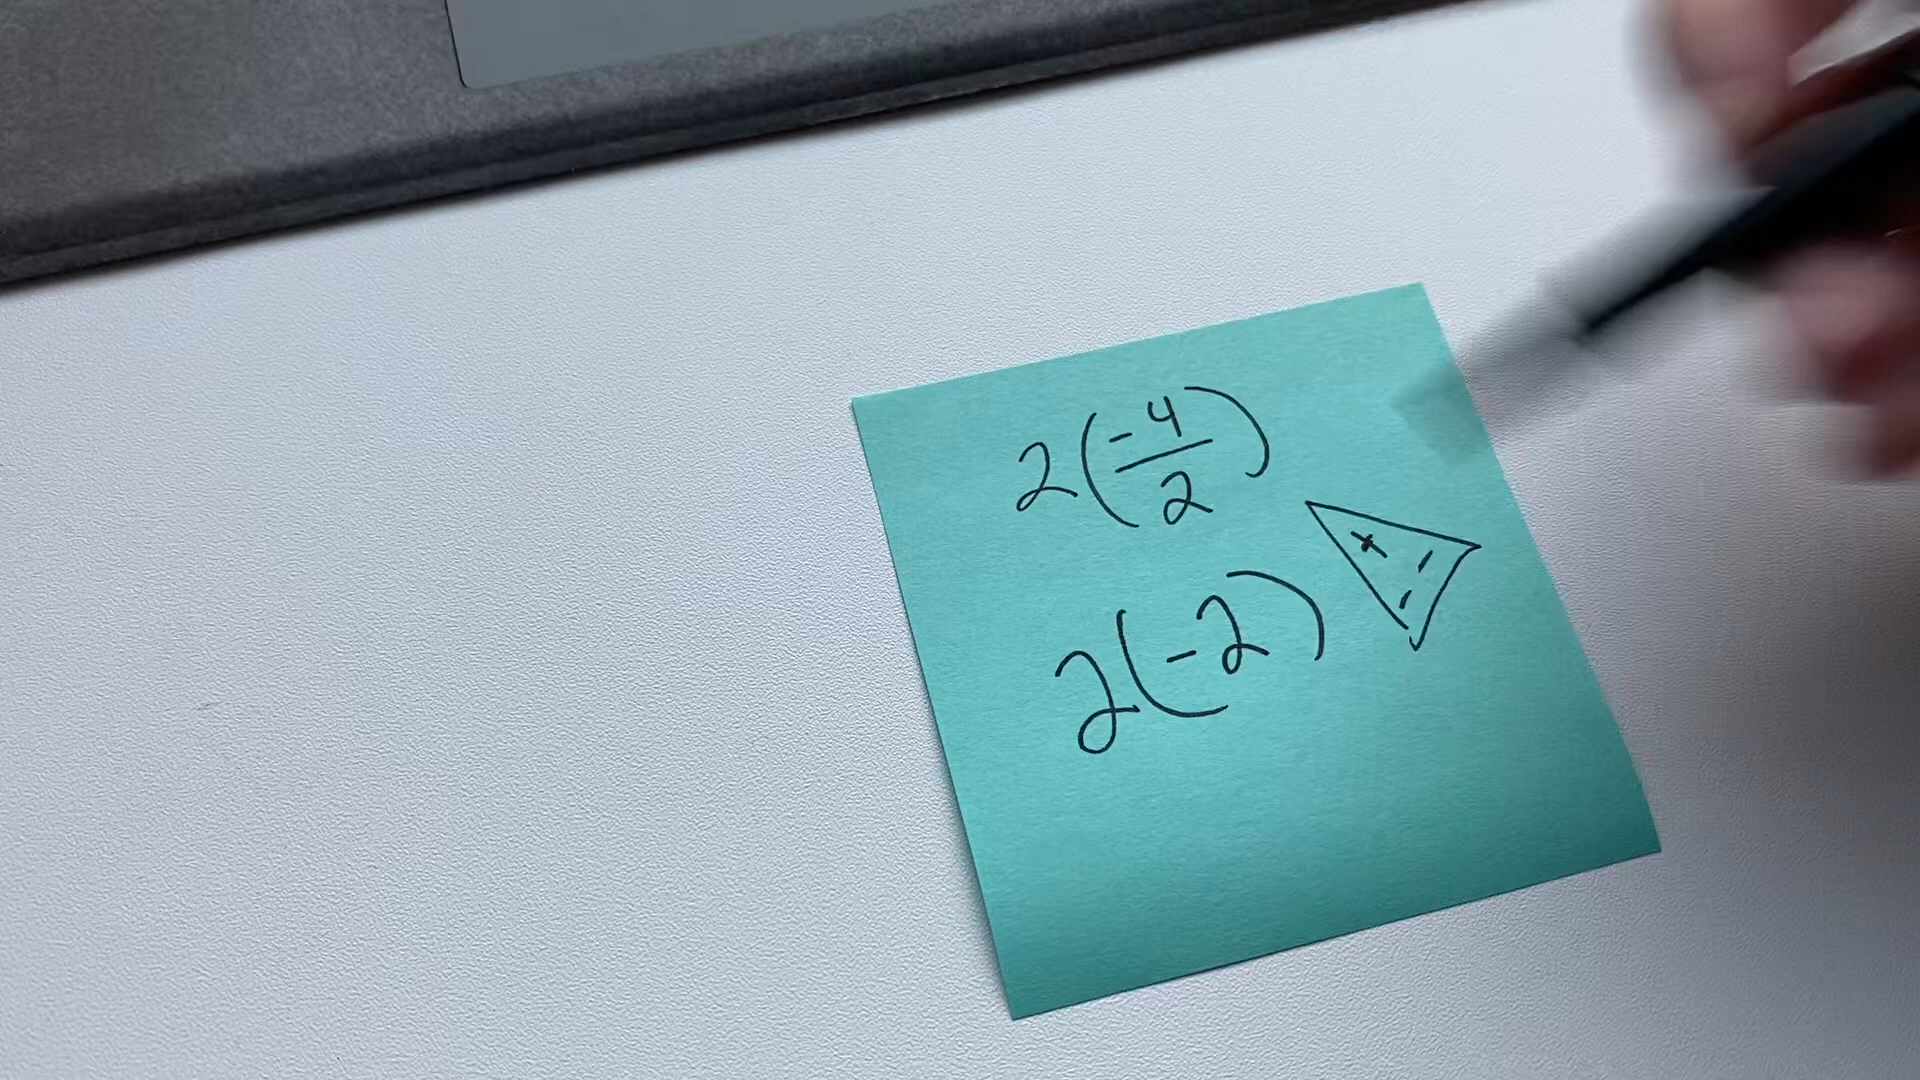 2(-4/2)
+ - -
2(-2)